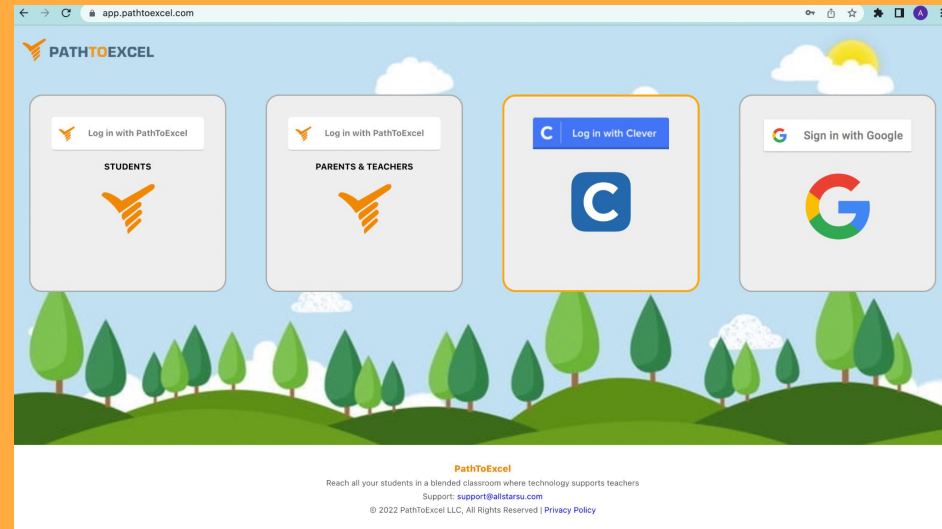 app.pathtoexcel.com
A
PATHTOEXCEL
Log in with PathToExcel
STUDENTS
Log in with PathToExcel
PARENTS & TEACHERS
C Log in with Clever
C
G Sign in with Google
G
PathToExcel
Reach all your students in a blended classroom where technology supports teachers
Support: support@allstarsu.com
© 2022 PathToExcel LLC, All Rights Reserved | Privacy Policy